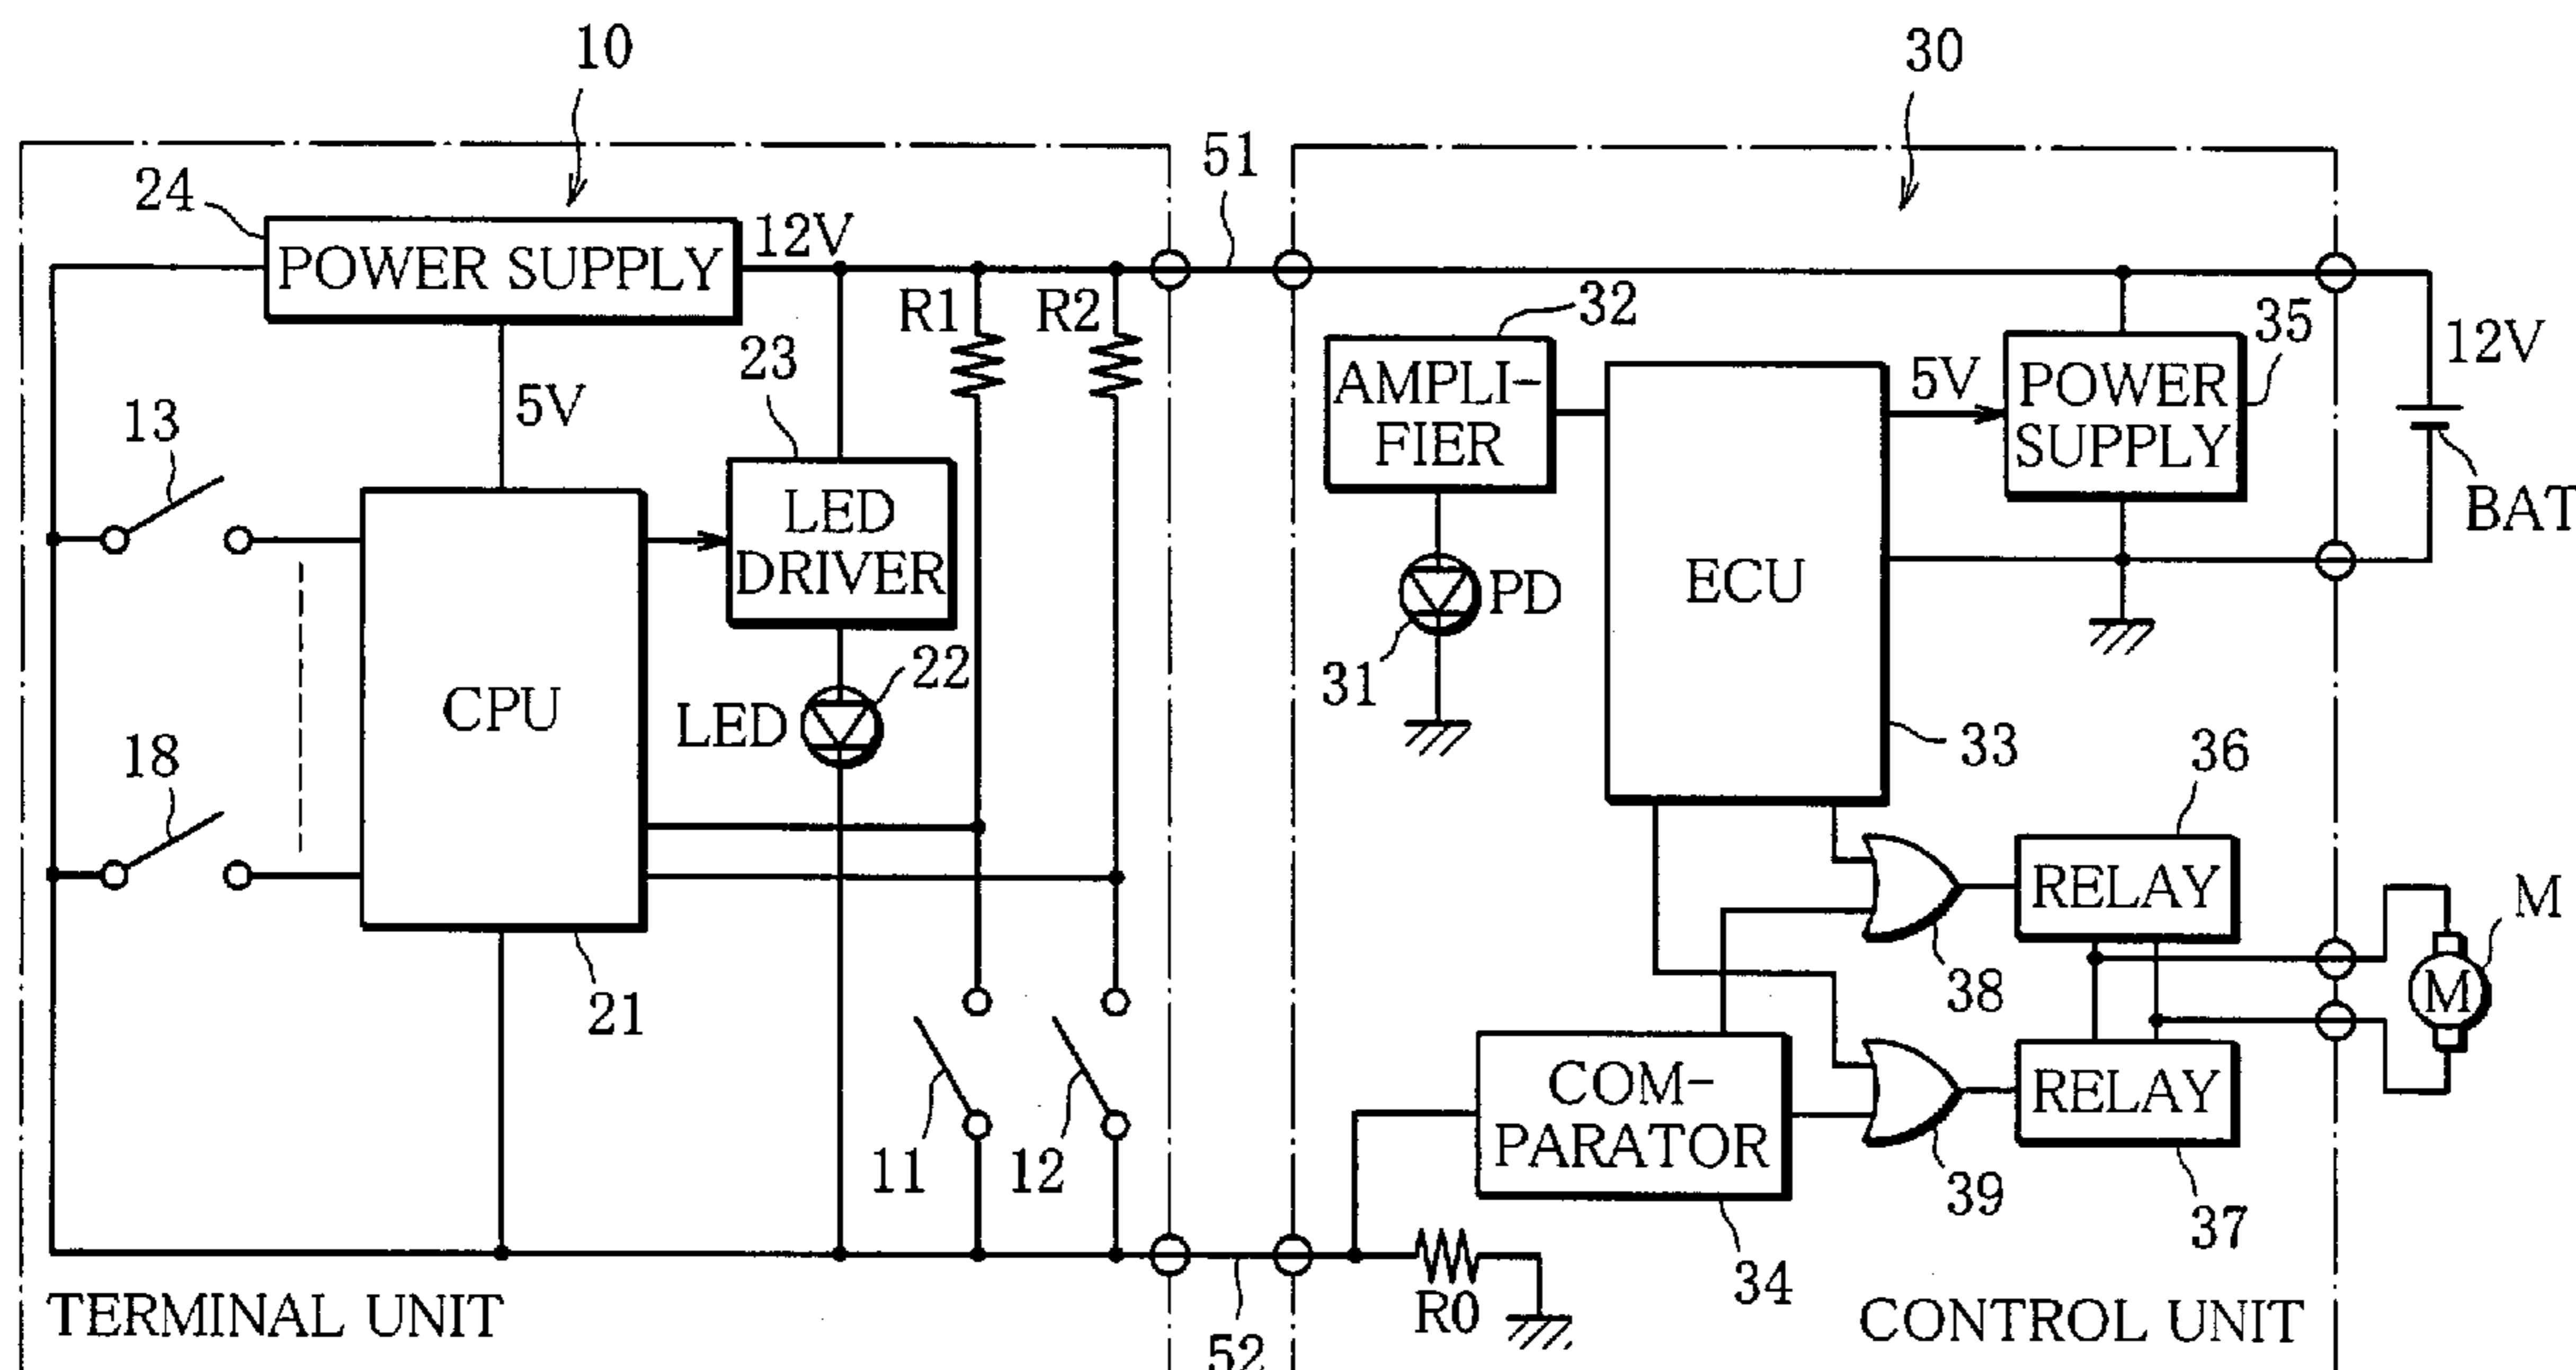 10
30
51
24
POWER SUPPLY
12V
R1
R2
32
35
12V
23
AMPLI-
FIER
5V
POWER
SUPPLY
13
5V
LED
DRIVER
BAT
ECU
PD
22
31
CPU
LED
18
33
36
RELAY
M
21
38
M
COM-
PARATOR
RELAY
11
12
39
37
34
R0
TERMINAL UNIT
CONTROL UNIT
52